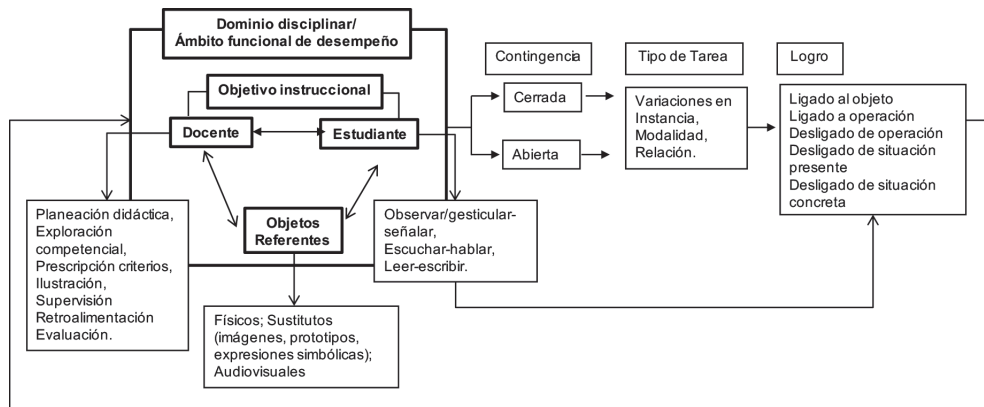 Dominio disciplinar/
Ámbito funcional de desempeño
Objetivo instruccional
Docente
Estudiante
Objetos
Referentes
Planeación didáctica,
Exploración
competencial,
Prescripción criterios,
Ilustración,
Supervisión
Retroalimentación
Evaluación.
Físicos; Sustitutos
(imágenes, prototipos,
expresiones simbólicas);
Audiovisuales
Observar/gesticular-
señalar,
Escuchar-hablar,
Leer-escribir.
Contingencia
Cerrada
Abierta
Tipo de Tarea
Variaciones en
Instancia,
Modalidad,
Relación.
Logro
Ligado al objeto
Ligado a operación
Desligado de operación
Desligado de situación
presente
Desligado de situación
concreta